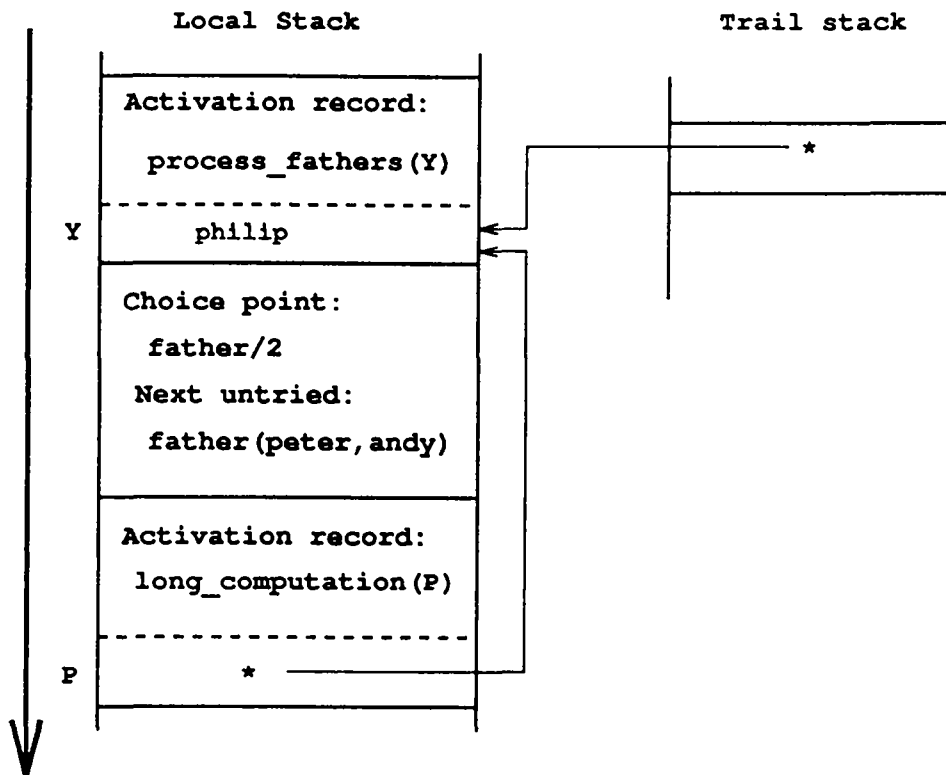 Local Stack
Trail stack
Activation record:
process_fathers(Y)
*
Y
philip
Choice point:
father/2
Next untried:
father(peter,andy)
Activation record:
long_computation(P)
P
*